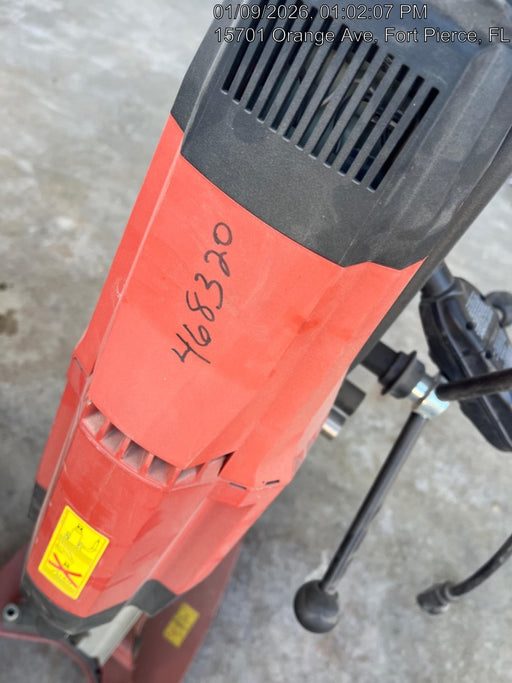 01/09/2026, 01:02:07 PM
15701 Orange Ave, Fort Pierce, FL
468320